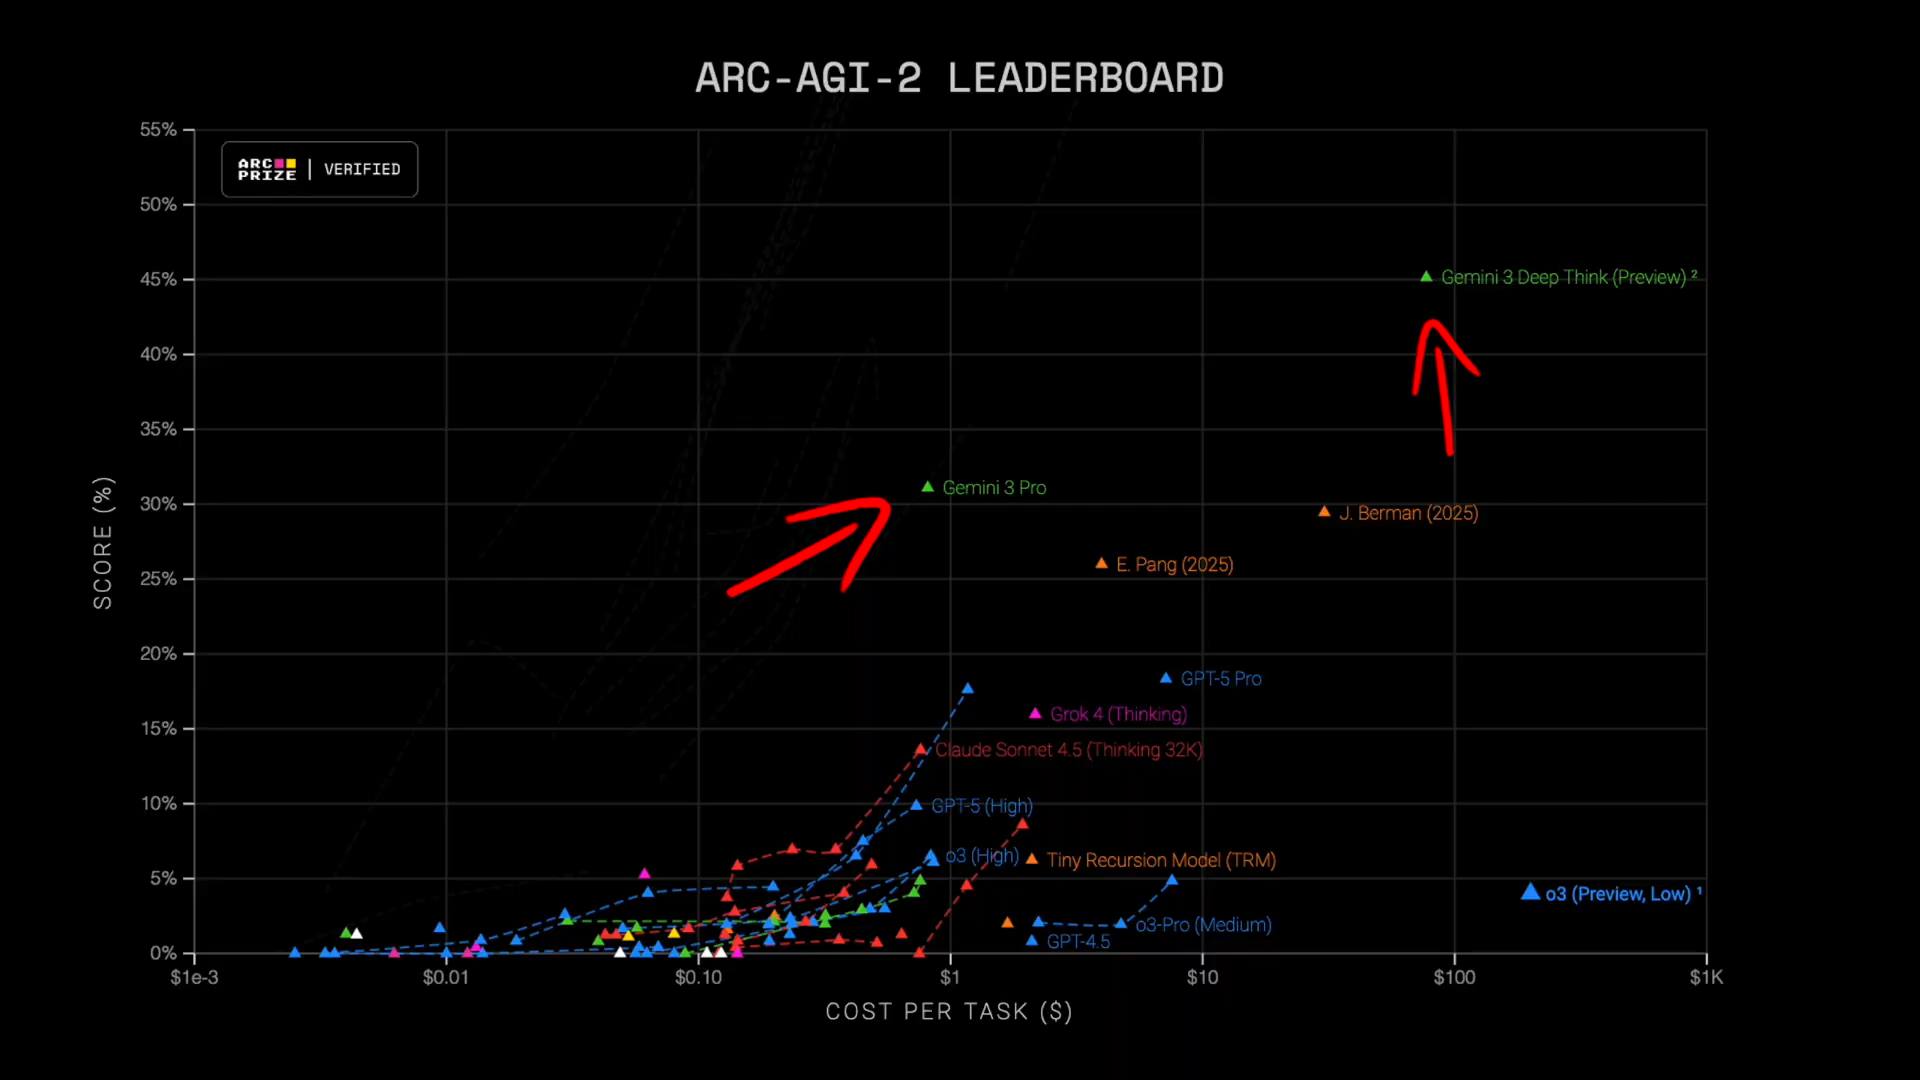 ARC-AGI-2 LEADERBOARD
ARC PRIZE | VERIFIED
55%
50%
45%
40%
35%
30%
25%
20%
15%
10%
5%
0%
SCORE (%)
Gemini 3 Deep Think (Preview) ²
Gemini 3 Pro
J. Berman (2025)
E. Pang (2025)
GPT-5 Pro
Grok 4 (Thinking)
Claude Sonnet 4.5 (Thinking 32K)
GPT-5 (High)
o3 (High)
Tiny Recursion Model (TRM)
o3 (Preview, Low) ¹
o3-Pro (Medium)
GPT-4.5
$1e-3
$0.01
$0.10
$1
$10
$100
$1K
COST PER TASK ($)